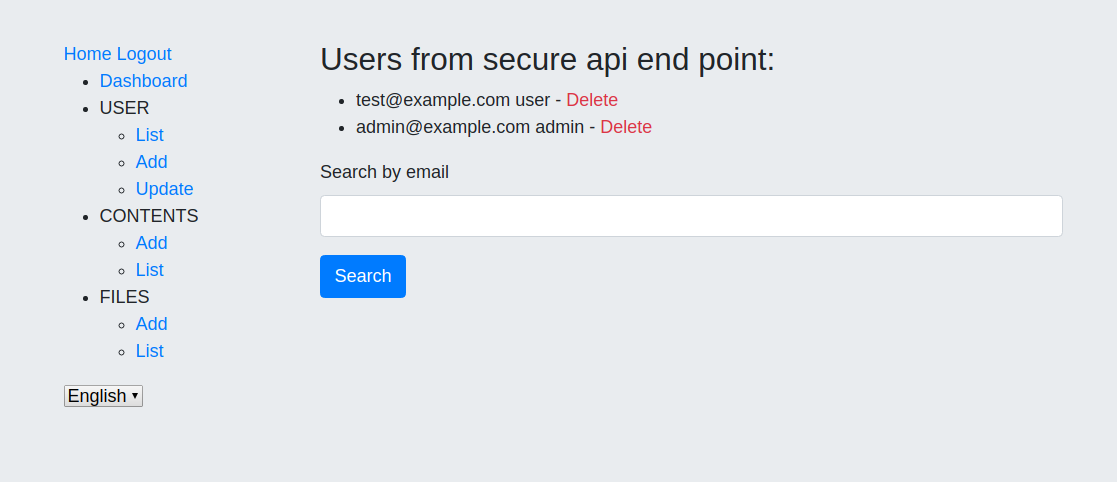 Home Logout
Dashboard
USER
List
Add
Update
CONTENTS
Add
List
FILES
Add
List
English
Users from secure api end point:
test@example.com user - Delete
admin@example.com admin - Delete
Search by email
Search